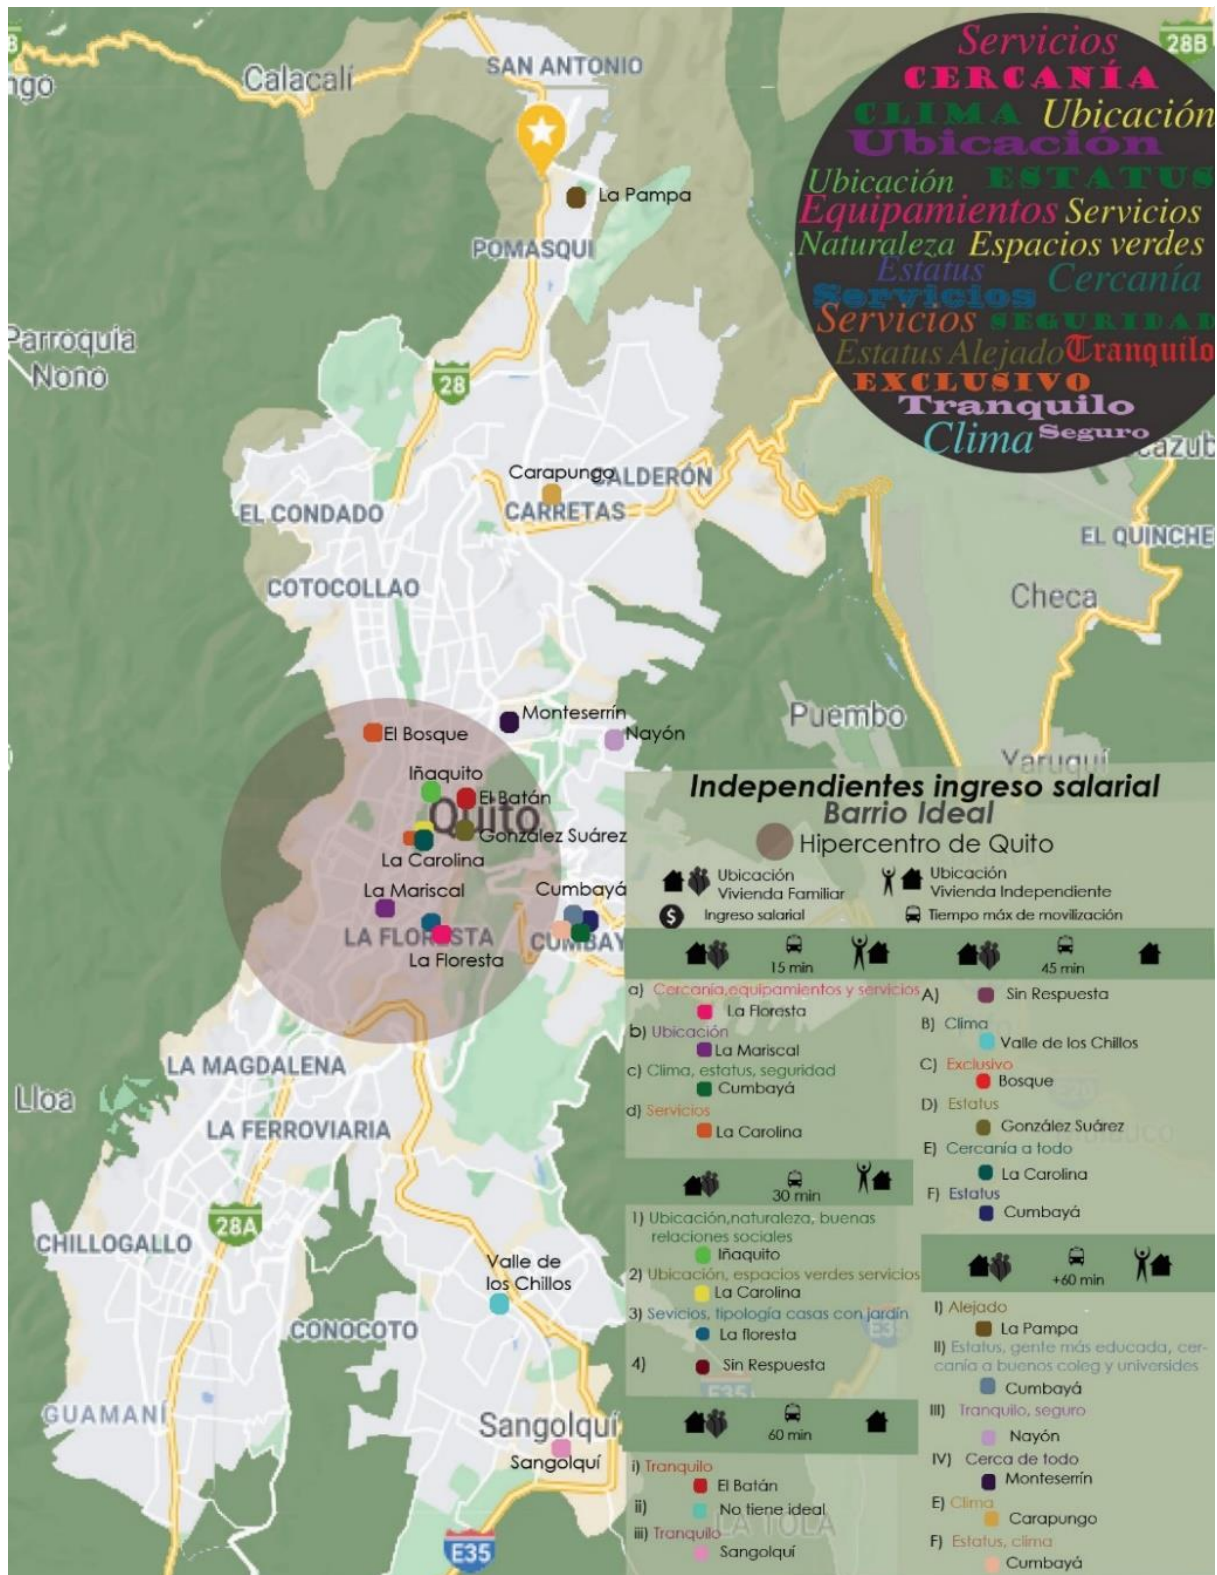 SAN ANTONIO
28B
Calacalí
Servicios
CERCANÍA
CLIMA Ubicación
Ubicación
Ubicación ESTATUS
Equipamientos Servicios
Naturaleza Espacios verdes
Estatus Cercanía
Servicios
Servicios SEGURIDAD
Estatus Alejado Tranquilo
EXCLUSIVO
Tranquilo
Clima Seguro
La Pampa
POMASQUI
Parroquia
Nono
28
Carapungo
CALDERÓN
CARRETAS
EL CONDADO
EL QUINCHE
COTOCOLLAO
Checa
Puembo
Yaruquí
Monteserrín
El Bosque
Nayón
Iñaquito
El Batán
Quito
González Suárez
La Carolina
La Mariscal
Cumbayá
LA FLORESTA
CUMBAY
La Floresta
LA MAGDALENA
Lloa
LA FERROVIARIA
28A
CHILLOGALLO
Valle de
los Chillos
CONOCOTO
GUAMANÍ
Sangolquí
Sangolquí
E35
Independientes ingreso salarial
Barrio Ideal
Hipercentro de Quito
Ubicación
Vivienda Familiar
Ubicación
Vivienda Independiente
$ Ingreso salarial
Tiempo máx de movilización
15 min
a) Cercanía,equipamientos y servicios
La Floresta
b) Ubicación
La Mariscal
c) Clima, estatus, seguridad
Cumbayá
d) Servicios
La Carolina
30 min
1) Ubicación,naturaleza, buenas
relaciones sociales
Iñaquito
2) Ubicación, espacios verdes servicios
La Carolina
3) Sevicios, tipología casas con jardín
La floresta
4) Sin Respuesta
E35
60 min
i) Tranquilo
El Batán
ii) No tiene ideal
iii) Tranquilo
LA TOLA
Sangolquí
45 min
A) Sin Respuesta
B) Clima
Valle de los Chillos
C) Exclusivo
Bosque
D) Estatus
González Suárez
E) Cercanía a todo
La Carolina
F) Estatus
Cumbayá
+60 min
I) Alejado
La Pampa
II) Estatus, gente más educada, cer-
canía a buenos coleg y universides
Cumbayá
III) Tranquilo, seguro
Nayón
IV) Cerca de todo
Monteserrín
E) Clima
Carapungo
F) Estatus, clima
Cumbayá